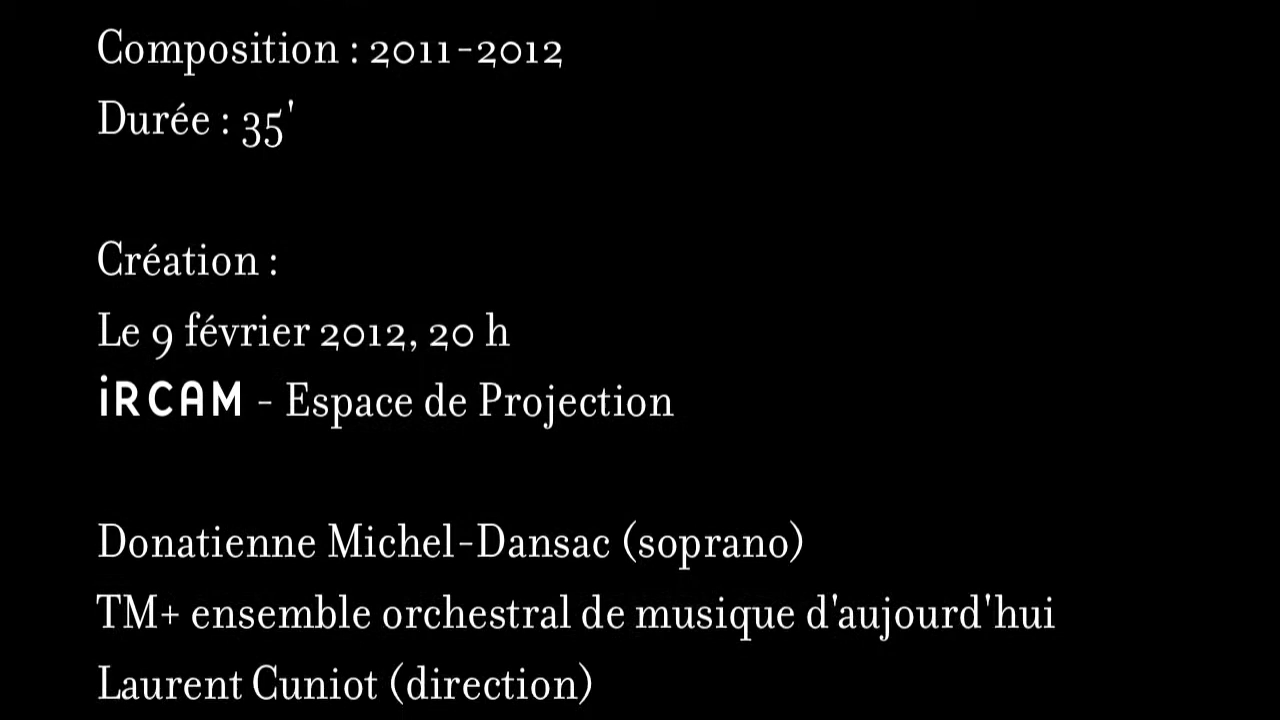 Composition : 2011-2012
Durée : 35'
Création :
Le 9 février 2012, 20 h
iRCAM - Espace de Projection
Donatienne Michel-Dansac (soprano)
TM+ ensemble orchestral de musique d'aujourd'hui
Laurent Cuniot (direction)